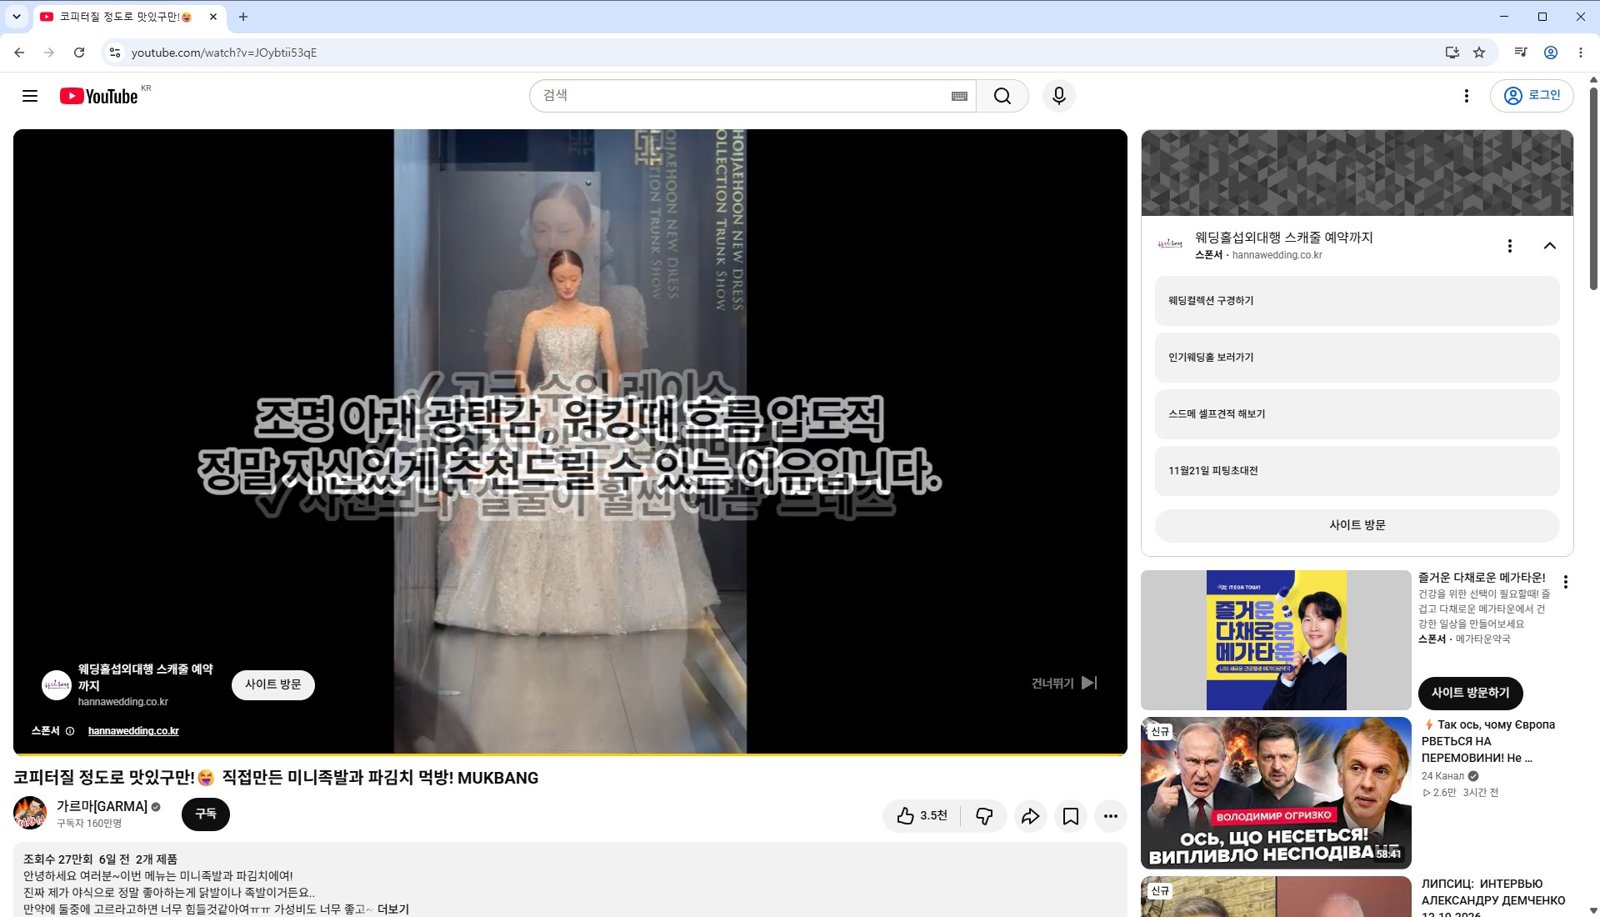 코피터질 정도로 맛있구만!😝
youtube.com/watch?v=JOybtii53qE
YouTube KR
검색
로그인
HOIJAEHOON NEW DRESS
OLLECTION TRUNK SHOW
조명 아래 광택감, 워킹때 흐름 압도적
정말 자신있게 추천드릴 수 있는 이유입니다.
웨딩홀섭외대행 스캐줄 예약
까지
hannawedding.co.kr
사이트 방문
건너뛰기
스폰서
hannawedding.co.kr
코피터질 정도로 맛있구만!😝 직접만든 미니족발과 파김치 먹방! MUKBANG
가르마[GARMA]
구독자 160만명
구독
3.5천
조회수 27만회 6일 전 2개 제품
안녕하세요 여러분~이번 메뉴는 미니족발과 파김치에여!
진짜 제가 야식으로 정말 좋아하는게 닭발이나 족발이거든요..
만약에 둘중에 고르라고하면 너무 힘들것같아여ㅠㅠ 가성비도 너무 좋고~ 더보기
웨딩홀섭외대행 스캐줄 예약까지
스폰서 · hannawedding.co.kr
웨딩컬렉션 구경하기
인기웨딩홀 보러가기
스드메 셀프견적 해보기
11월21일 피팅초대전
사이트 방문
MEGA TOWN
즐거운
다채로운
메가타운
즐거운 다채로운 메가타운!
건강을 위한 선택이 필요할때! 즐
겁고 다채로운 메가타운에서 건
강한 일상을 만들어보세요
스폰서 · 메가타운약국
사이트 방문하기
신규
ВОЛОДИМИР ОГРИЗКО
ОСЬ, ЩО НЕСЕТЬСЯ!
ВИПЛИВЛО НЕСПОДІВАНЕ
58:41
⚡Так ось, чому Європа
РВЕТЬСЯ НА
ПЕРЕМОВИНИ! Не ...
24 Канал
2.6만 3시간 전
신규
ЛИПСИЦ: ИНТЕРВЬЮ
АЛЕКСАНДРУ ДЕМЧЕНКО
12.10.2026